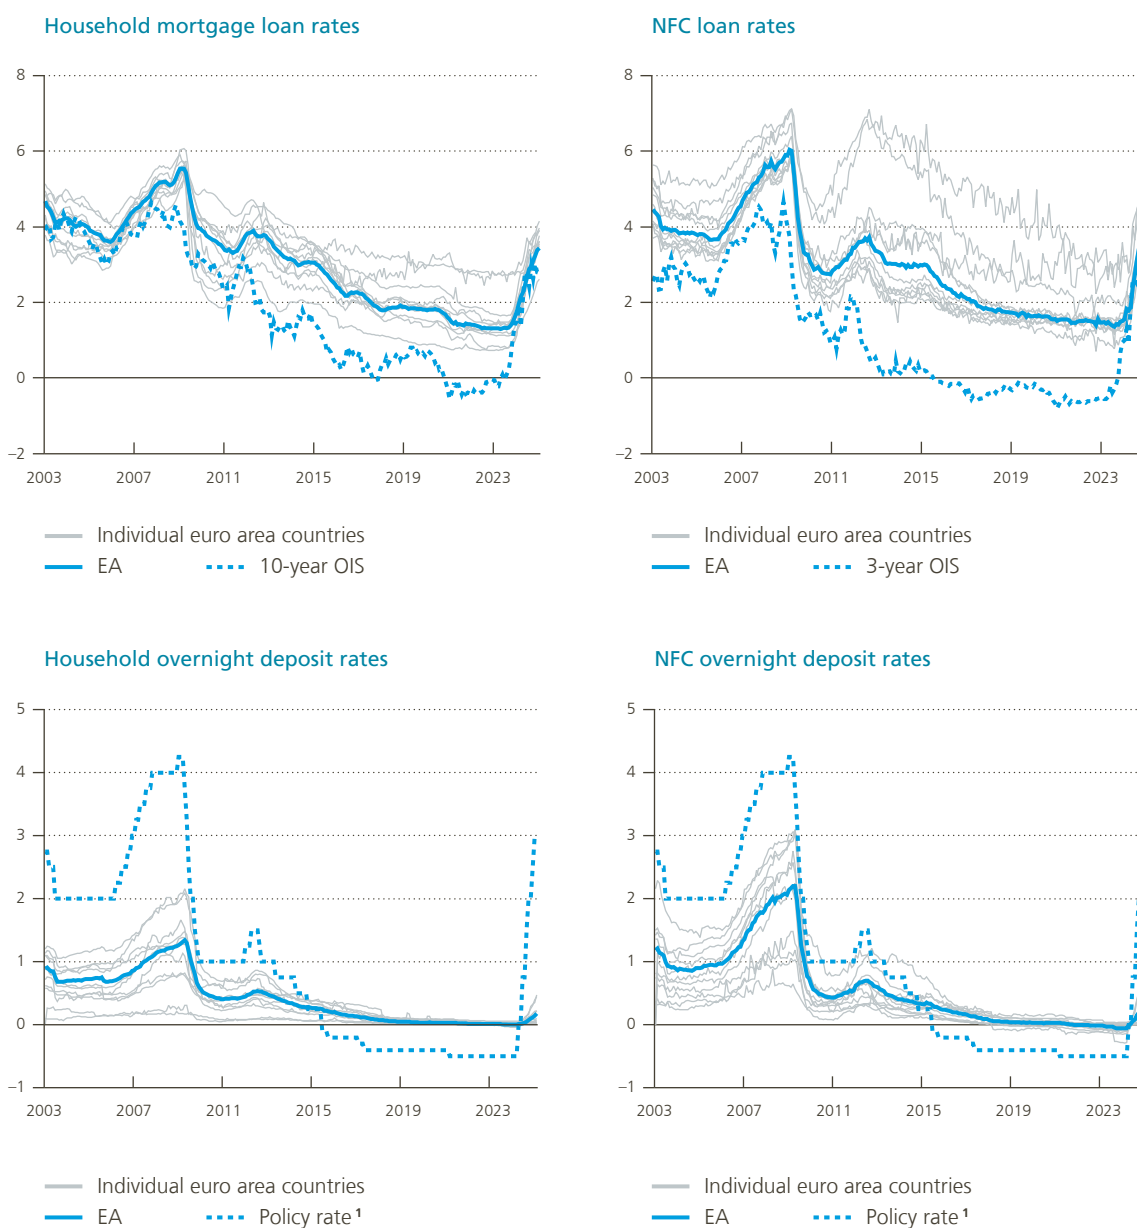 Household mortgage loan rates
8
6
4
2
0
–2
2003 2007 2011 2015 2019 2023
Individual euro area countries
EA 10-year OIS
NFC loan rates
8
6
4
2
0
–2
2003 2007 2011 2015 2019 2023
Individual euro area countries
EA 3-year OIS
Household overnight deposit rates
5
4
3
2
1
0
–1
2003 2007 2011 2015 2019 2023
Individual euro area countries
EA Policy rate ¹
NFC overnight deposit rates
5
4
3
2
1
0
–1
2003 2007 2011 2015 2019 2023
Individual euro area countries
EA Policy rate ¹